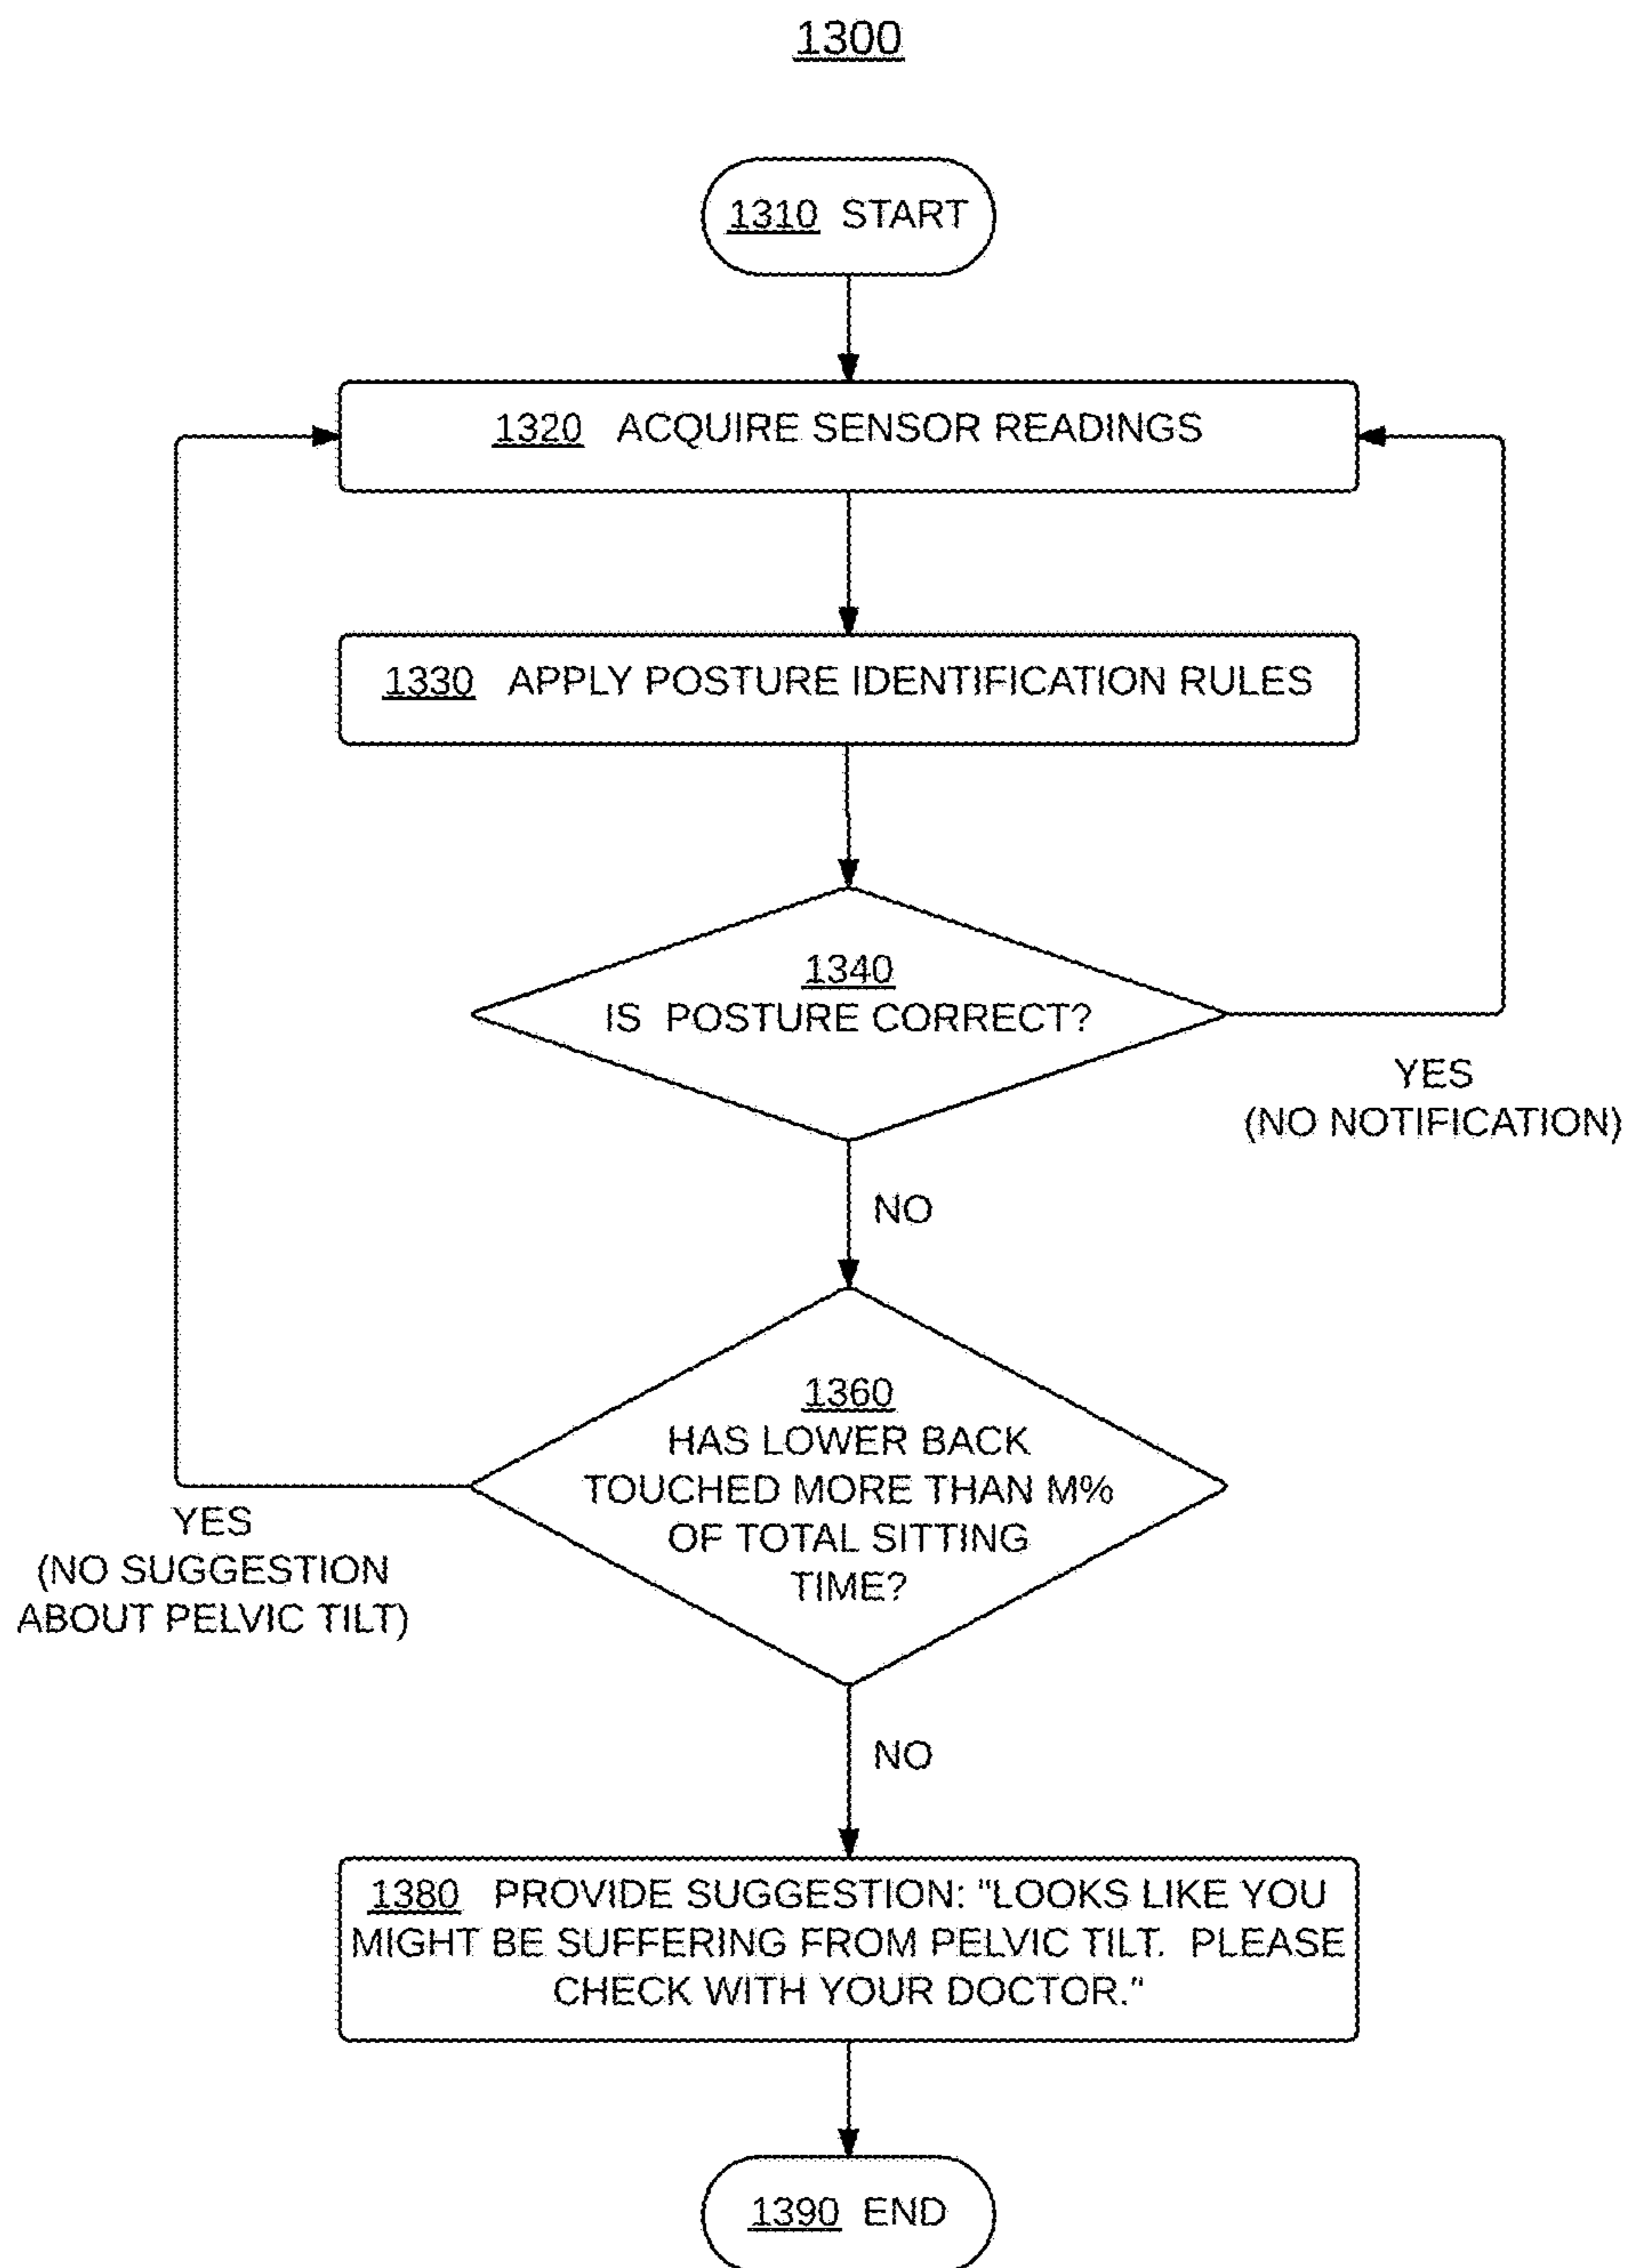 1300
1310 START
1320 ACQUIRE SENSOR READINGS
1330 APPLY POSTURE IDENTIFICATION RULES
1340
IS POSTURE CORRECT?
YES
(NO NOTIFICATION)
NO
1360
HAS LOWER BACK
TOUCHED MORE THAN M%
OF TOTAL SITTING
TIME?
YES
(NO SUGGESTION
ABOUT PELVIC TILT)
NO
1380 PROVIDE SUGGESTION: "LOOKS LIKE YOU
MIGHT BE SUFFERING FROM PELVIC TILT. PLEASE
CHECK WITH YOUR DOCTOR."
1390 END